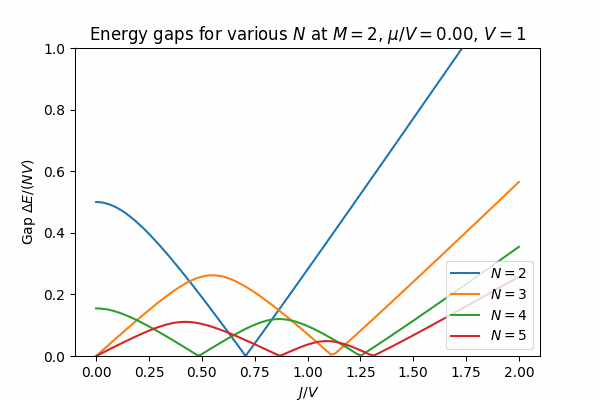 Energy gaps for various N at M = 2, μ/V = 0.00, V = 1
Gap ΔE/(NV)
1.0
0.8
0.6
0.4
0.2
0.0
N = 2
N = 3
N = 4
N = 5
0.00 0.25 0.50 0.75 1.00 1.25 1.50 1.75 2.00
J/V